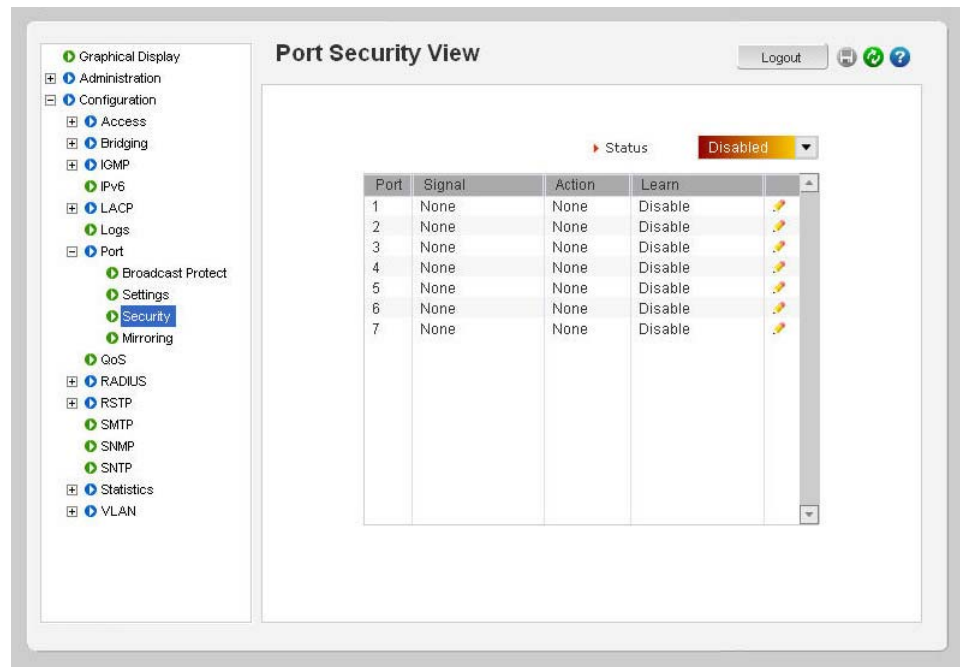 Graphical Display
Administration
Configuration
Access
Bridging
IGMP
IPv6
LACP
Logs
Port
Broadcast Protect
Settings
Security
Mirroring
QoS
RADIUS
RSTP
SMTP
SNMP
SNTP
Statistics
VLAN
Port Security View
Logout
Status Disabled
Port Signal Action Learn
1 None None Disable
2 None None Disable
3 None None Disable
4 None None Disable
5 None None Disable
6 None None Disable
7 None None Disable